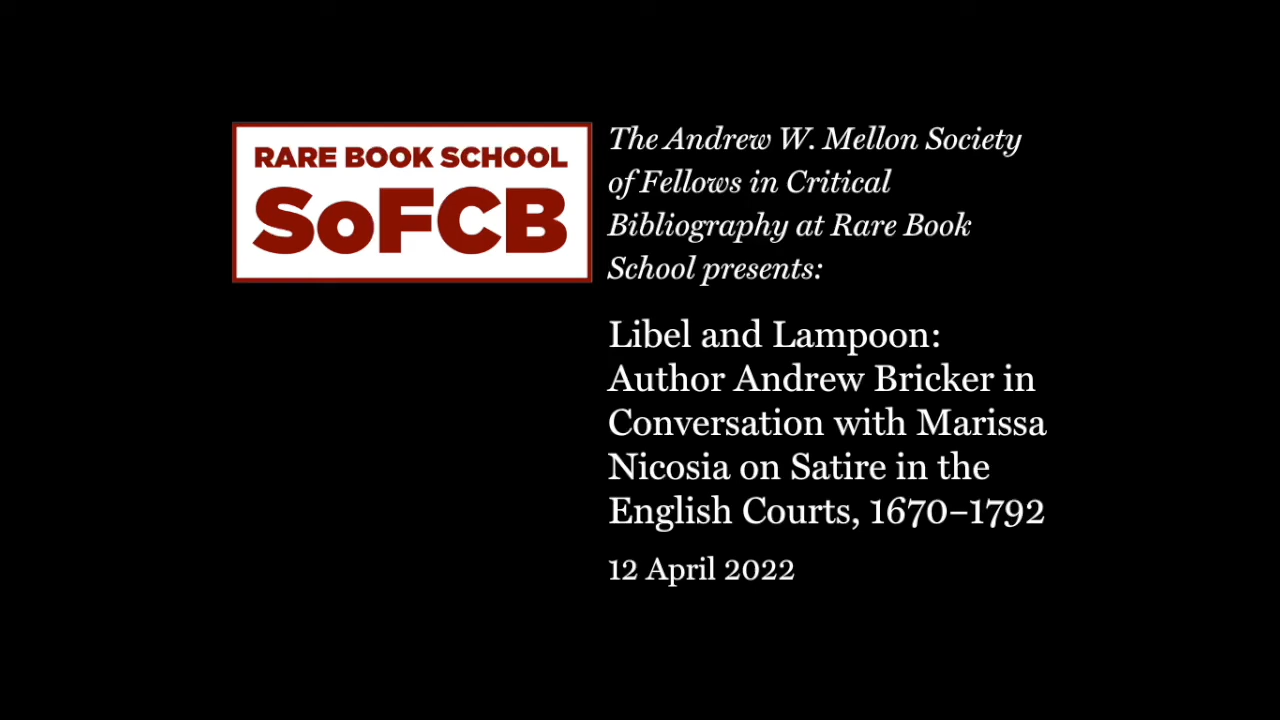 RARE BOOK SCHOOL
SoFCB
The Andrew W. Mellon Society
of Fellows in Critical
Bibliography at Rare Book
School presents:
Libel and Lampoon:
Author Andrew Bricker in
Conversation with Marissa
Nicosia on Satire in the
English Courts, 1670–1792
12 April 2022